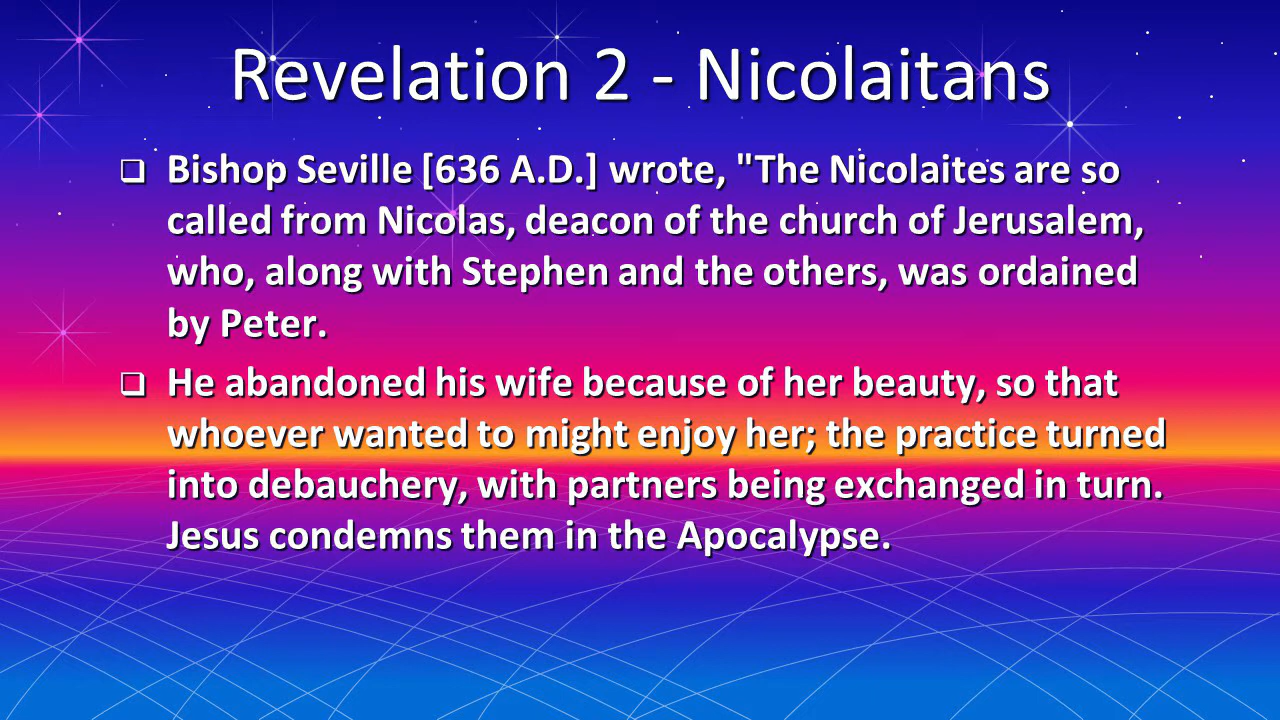 Revelation 2 - Nicolaitans
❑ Bishop Seville [636 A.D.] wrote, "The Nicolaites are so
called from Nicolas, deacon of the church of Jerusalem,
who, along with Stephen and the others, was ordained
by Peter.
❑ He abandoned his wife because of her beauty, so that
whoever wanted to might enjoy her; the practice turned
into debauchery, with partners being exchanged in turn.
Jesus condemns them in the Apocalypse.